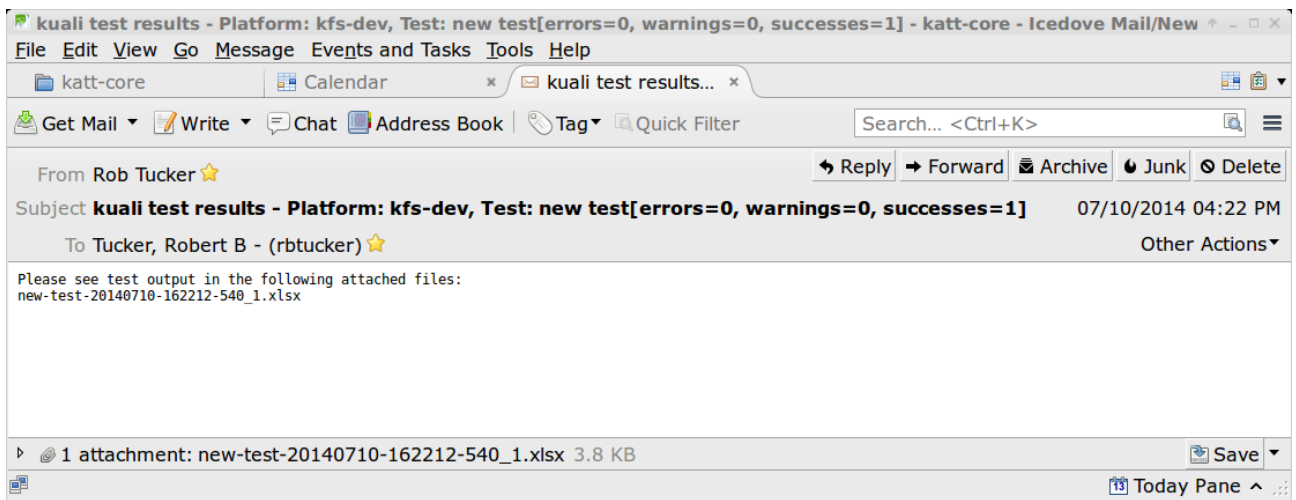 kuali test results - Platform: kfs-dev, Test: new test[errors=0, warnings=0, successes=1] - katt-core - Icedove Mail/New
File Edit View Go Message Events and Tasks Tools Help
katt-core Calendar kuali test results...
Get Mail Write Chat Address Book Tag Quick Filter Search... <Ctrl+K>
From Rob Tucker Reply Forward Archive Junk Delete
Subject kuali test results - Platform: kfs-dev, Test: new test[errors=0, warnings=0, successes=1] 07/10/2014 04:22 PM
To Tucker, Robert B - (rbtucker) Other Actions
Please see test output in the following attached files:
new-test-20140710-162212-540_1.xlsx
1 attachment: new-test-20140710-162212-540_1.xlsx 3.8 KB Save
13 Today Pane